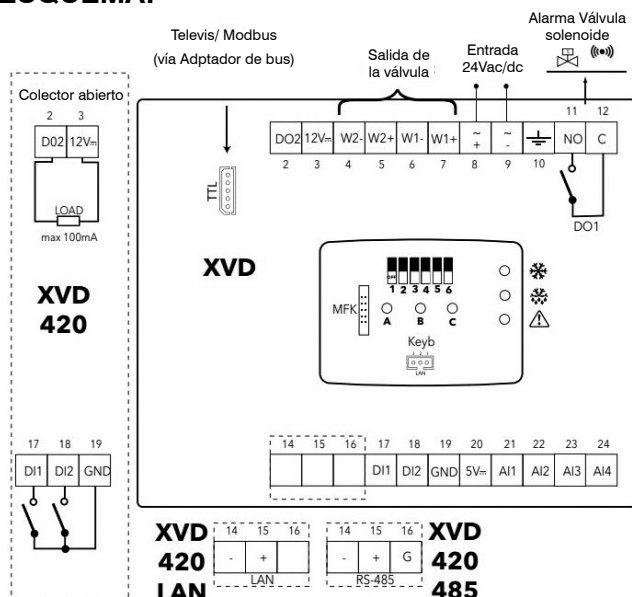 ESQUEMA:
Televis/ Modbus
(vía Adptador de bus)
Salida de
la válvula :
Entrada
24Vac/dc
Alarma Válvula
solenoide
Colector abierto
2 3
D02 12V
LOAD
max 100mA
XVD
420
17 18 19
DI1 DI2 GND
11 12
DO2 12V W2- W2+ W1- W1+ ~ + ~ - NO C
2 3 4 5 6 7 8 9 10
DO1
TTL
XVD
OFF
1 2 3 4 5 6
MFK
A B C
Keyb
1 2 3
LAN
14 15 16 17 18 19 20 21 22 23 24
DI1 DI2 GND 5V AI1 AI2 AI3 AI4
XVD
420
LAN
14 15 16
- +
LAN
14 15 16
- + G
RS-485
XVD
420
485